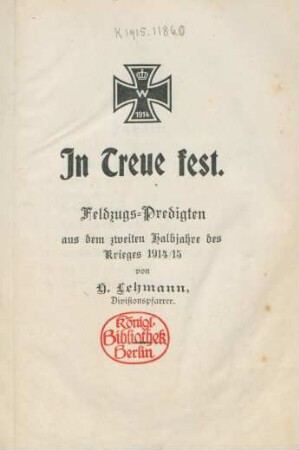 K 1915.11860
W
1914
In Treue fest.
Feldzugs-Predigten
aus dem zweiten Halbjahre des
Krieges 1914/15
von
H. Lehmann,
Divisionspfarrer.
Königl.
Bibliothek
Berlin.